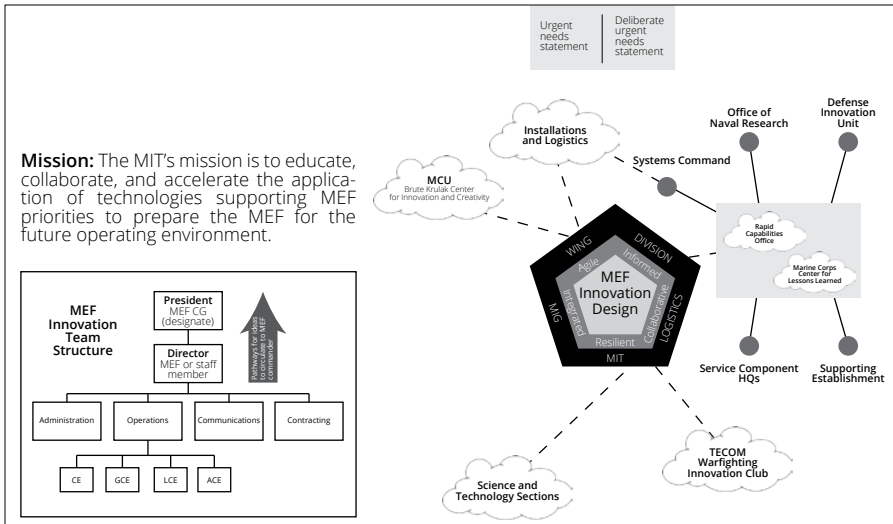 Urgent
needs
statement
Deliberate
urgent
needs
statement
Mission: The MIT’s mission is to educate,
collaborate, and accelerate the applica-
tion of technologies supporting MEF
priorities to prepare the MEF for the
future operating environment.
MEF
Innovation
Team
Structure
President
MEF CG
(designate)
Director
MEF or staff
member
Pathways for ideas
to circulate to MEF
commander
Administration
Operations
Communications
Contracting
CE
GCE
LCE
ACE
Installations
and Logistics
MCU
Brute Krulak Center
for Innovation and Creativity
Systems Command
Office of
Naval Research
Defense
Innovation
Unit
Rapid
Capabilities
Office
Marine Corps
Center for
Lessons Learned
Service Component
HQs
Supporting
Establishment
WING
DIVISION
MIG
LOGISTICS
MIT
Agile
Informed
Integrated
Collaborative
Resilient
MEF
Innovation
Design
Science and
Technology Sections
TECOM
Warfighting
Innovation Club